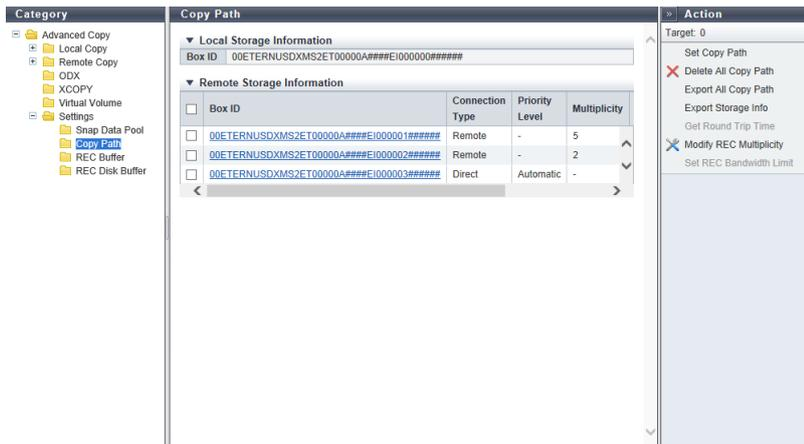 Category
Advanced Copy
Local Copy
Remote Copy
ODX
XCOPY
Virtual Volume
Settings
Snap Data Pool
Copy Path
REC Buffer
REC Disk Buffer
Copy Path
Local Storage Information
Box ID 00ETERNUSDXMS2ET00000A####EI000000######
Remote Storage Information
Box ID Connection Type Priority Level Multiplicity
00ETERNUSDXMS2ET00000A####EI000001###### Remote - 5
00ETERNUSDXMS2ET00000A####EI000002###### Remote - 2
00ETERNUSDXMS2ET00000A####EI000003###### Direct Automatic -
» Action
Target: 0
Set Copy Path
Delete All Copy Path
Export All Copy Path
Export Storage Info
Get Round Trip Time
Modify REC Multiplicity
Set REC Bandwidth Limit